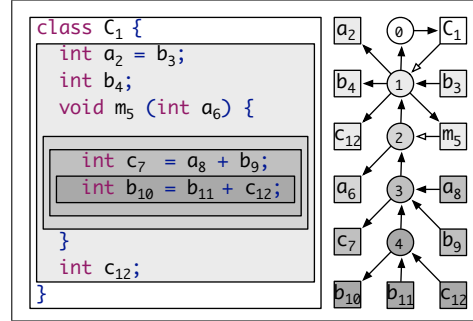 class C₁ {
int a₂ = b₃;
int b₄;
void m₅ (int a₆) {
int c₇ = a₈ + b₉;
int b₁₀ = b₁₁ + c₁₂;
}
int c₁₂;
}
a₂ 0 C₁
b₄ 1 b₃
c₁₂ 2 m₅
a₆ 3 a₈
c₇ 4 b₉
b₁₀ b₁₁ c₁₂